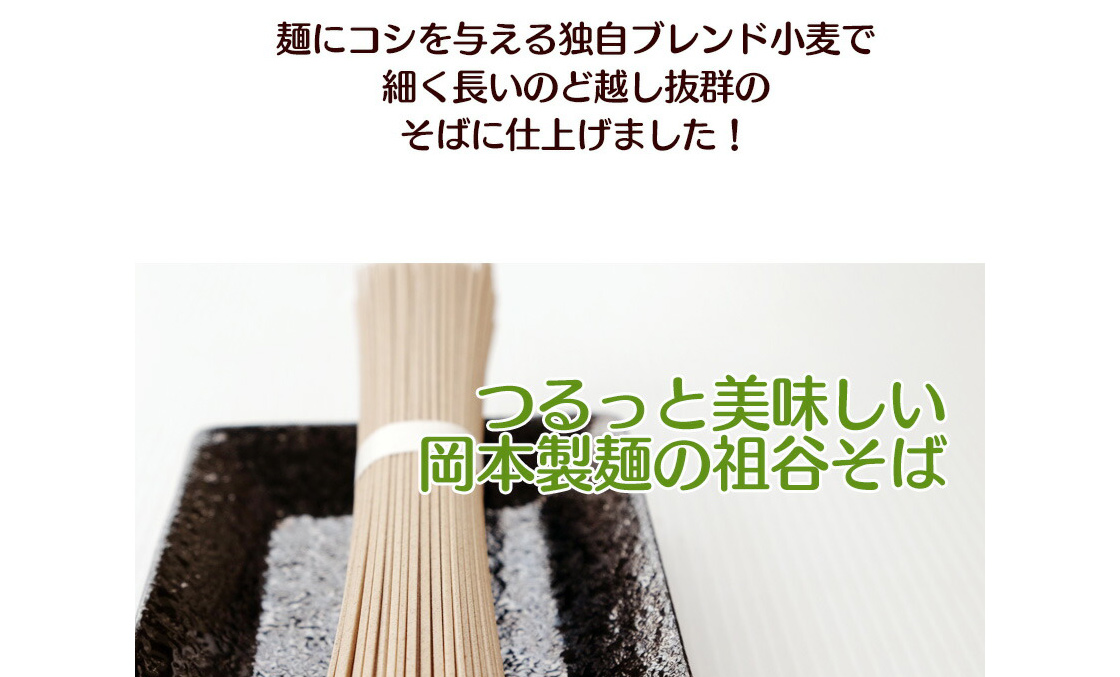 麺にコシを与える独自ブレンド小麦で
細く長いのど越し抜群の
そばに仕上げました！
つるっと美味しい
岡本製麺の祖谷そば